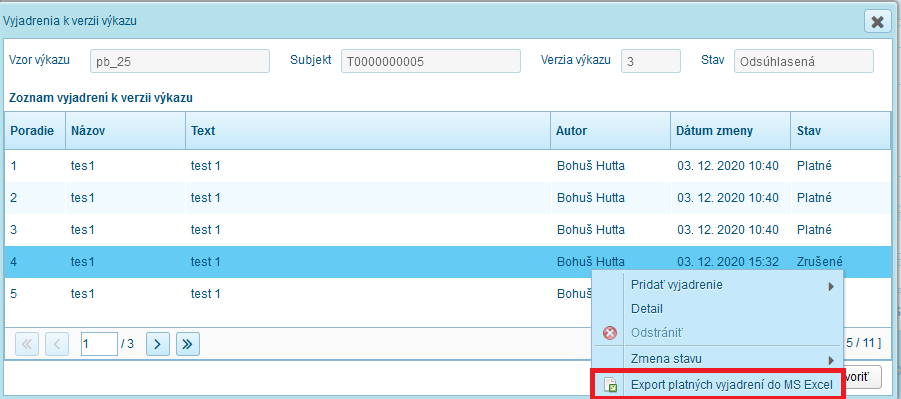 Vyjadrenia k verzii výkazu
Vzor výkazu pb_25 Subjekt T0000000005 Verzia výkazu 3 Stav Odsúhlasená
Zoznam vyjadrení k verzii výkazu
Poradie Názov Text Autor Dátum zmeny Stav
1 tes1 test 1 Bohuš Hutta 03. 12. 2020 10:40 Platné
2 tes1 test 1 Bohuš Hutta 03. 12. 2020 10:40 Platné
3 tes1 test 1 Bohuš Hutta 03. 12. 2020 10:40 Platné
4 tes1 test 1 Bohuš Hutta 03. 12. 2020 15:32 Zrušené
5 tes1 test 1 Bohuš
Pridať vyjadrenie
Detail
Odstrániť
1 / 3 5 / 11 ]
Zmena stavu
Export platných vyjadrení do MS Excel
voriť